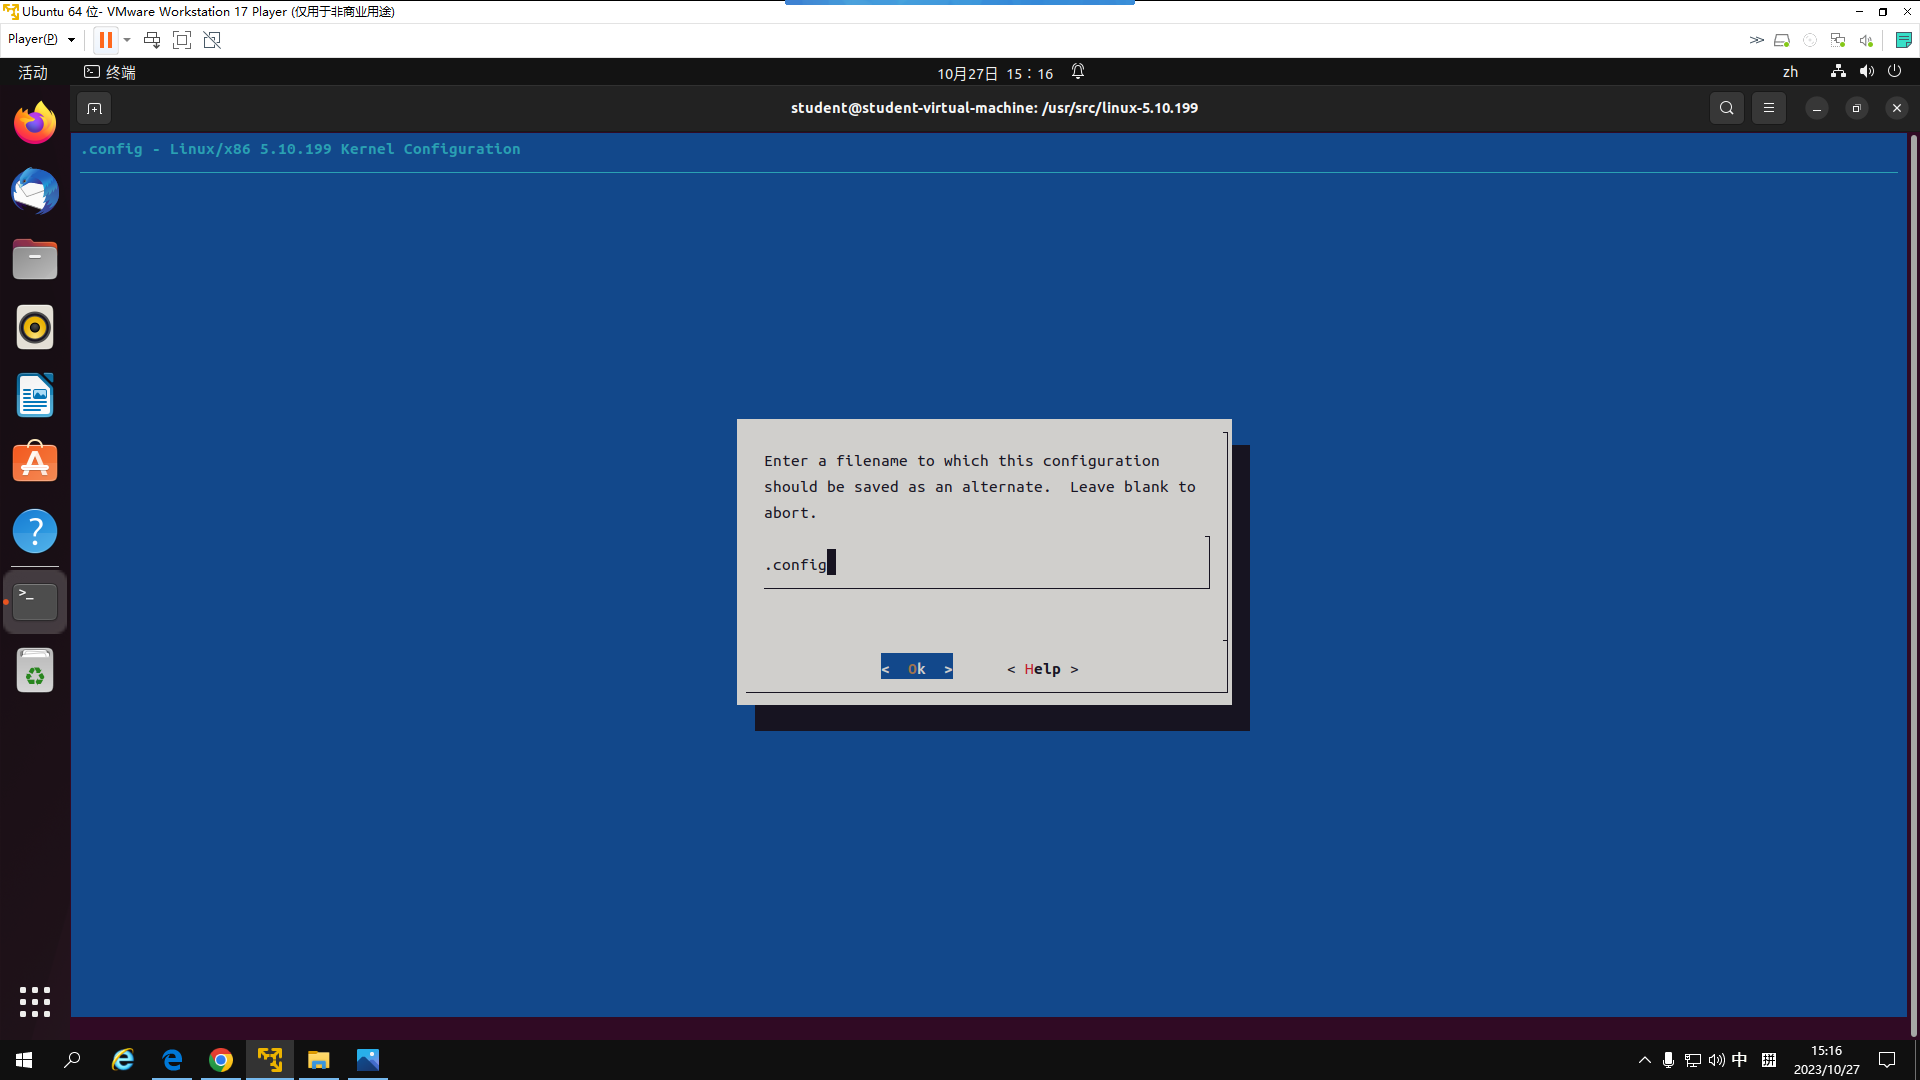 Ubuntu 64 位- VMware Workstation 17 Player (仅用于非商业用途)
Player(P)
活动
终端
10月27日 15：16
zh
student@student-virtual-machine: /usr/src/linux-5.10.199
.config - Linux/x86 5.10.199 Kernel Configuration
Enter a filename to which this configuration
should be saved as an alternate.  Leave blank to
abort.
.config
<  Ok  >
< Help >
中
拼
15:16
2023/10/27